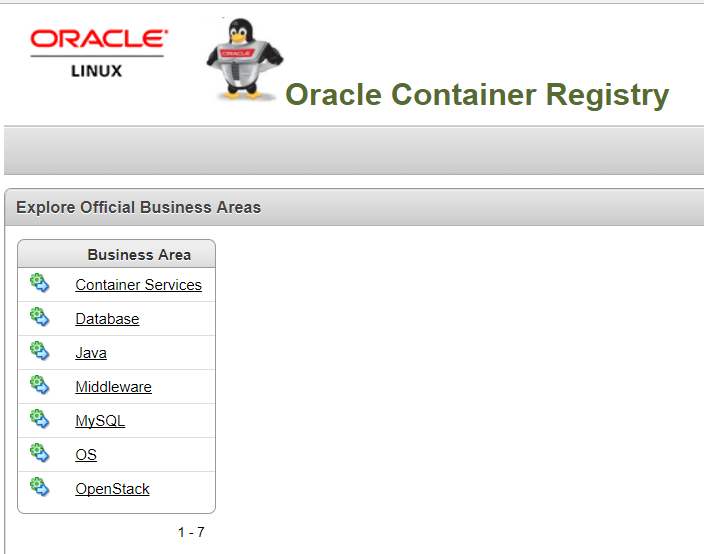 ORACLE
LINUX
ORACLE
Oracle Container Registry
Explore Official Business Areas
Business Area
Container Services
Database
Java
Middleware
MySQL
OS
OpenStack
1 - 7